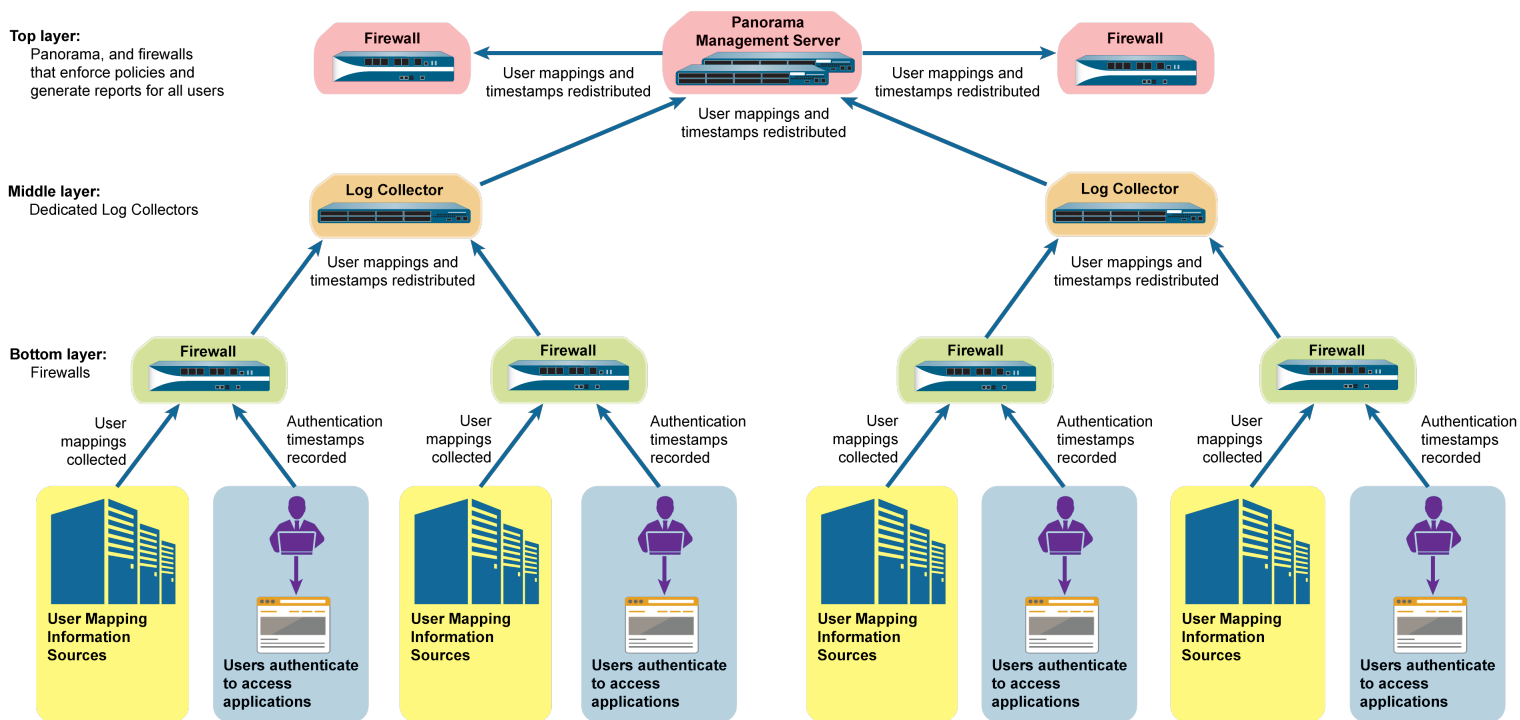 Top layer:
Panorama, and firewalls
that enforce policies and
generate reports for all users
Firewall
Panorama
Management Server
Firewall
User mappings and
timestamps redistributed
User mappings and
timestamps redistributed
User mappings and
timestamps redistributed
Middle layer:
Dedicated Log Collectors
Log Collector
Log Collector
User mappings and
timestamps redistributed
User mappings and
timestamps redistributed
Bottom layer:
Firewalls
Firewall
Firewall
Firewall
Firewall
User
mappings
collected
Authentication
timestamps
recorded
User
mappings
collected
Authentication
timestamps
recorded
User
mappings
collected
Authentication
timestamps
recorded
User
mappings
collected
Authentication
timestamps
recorded
User Mapping
Information
Sources
Users authenticate
to access
applications
User Mapping
Information
Sources
Users authenticate
to access
applications
User Mapping
Information
Sources
Users authenticate
to access
applications
User Mapping
Information
Sources
Users authenticate
to access
applications